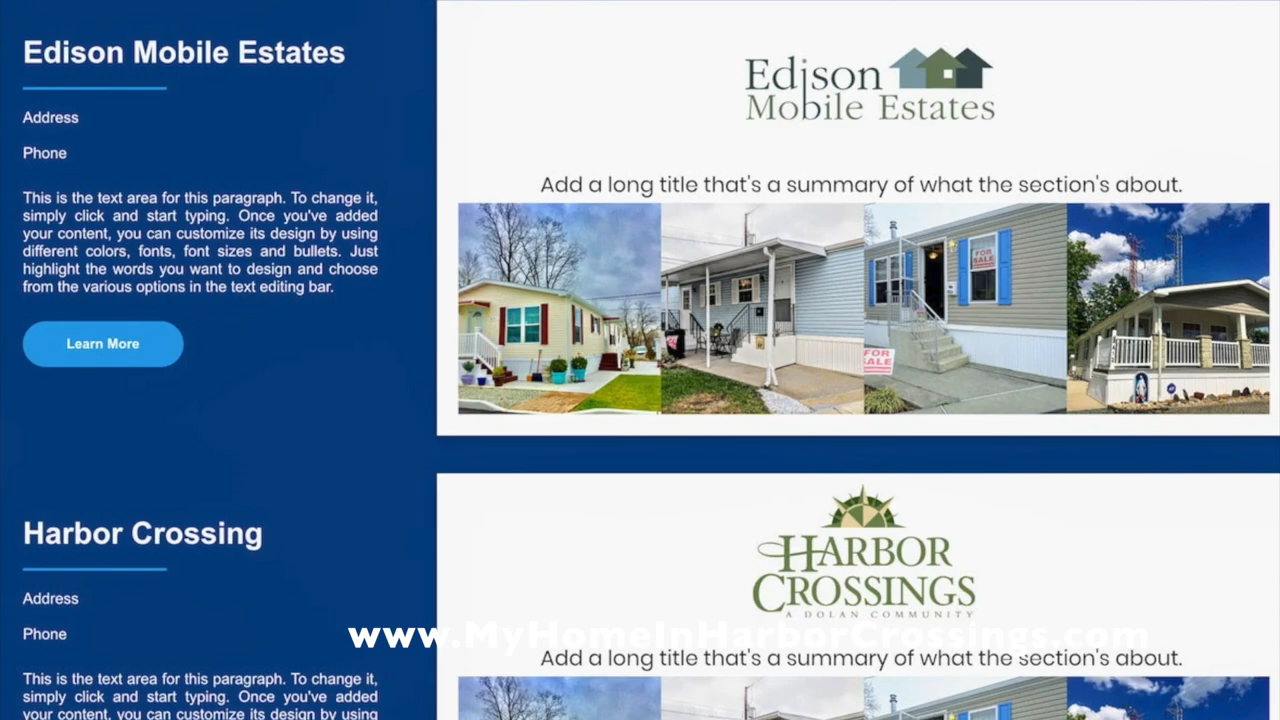 Edison Mobile Estates
Address
Phone
This is the text area for this paragraph. To change it,
simply click and start typing. Once you've added
your content, you can customize its design by using
different colors, fonts, font sizes and bullets. Just
highlight the words you want to design and choose
from the various options in the text editing bar.
Learn More
Edison
Mobile Estates
Add a long title that's a summary of what the section's about.
FOR
SALE
FOR
SALE
Harbor Crossing
Address
Phone
This is the text area for this paragraph. To change it,
simply click and start typing. Once you've added
your content, you can customize its design by using
HARBOR
CROSSINGS
A DOLAN COMMUNITY
www.MyHomeInHarborCrossings.com
Add a long title that's a summary of what the section's about.